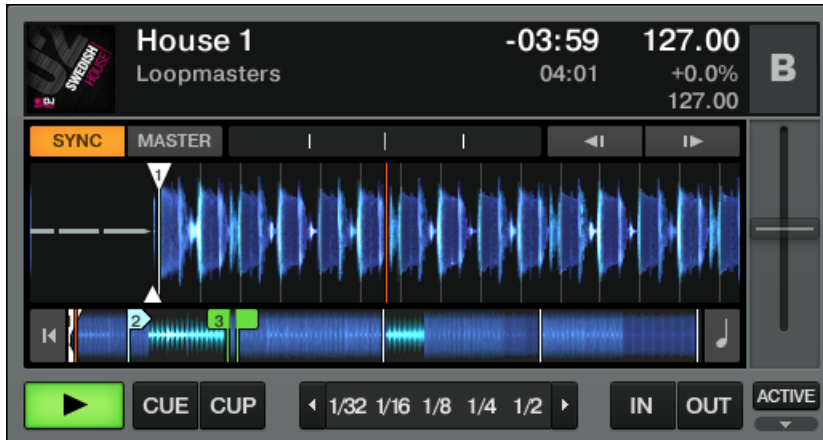 02
SWEDISH
HOUSE
DJ
House 1
-03:59
127.00
Loopmasters
04:01
+0.0%
127.00
B
SYNC
MASTER
1
2
3
CUE
CUP
1/32 1/16 1/8 1/4 1/2
IN
OUT
ACTIVE